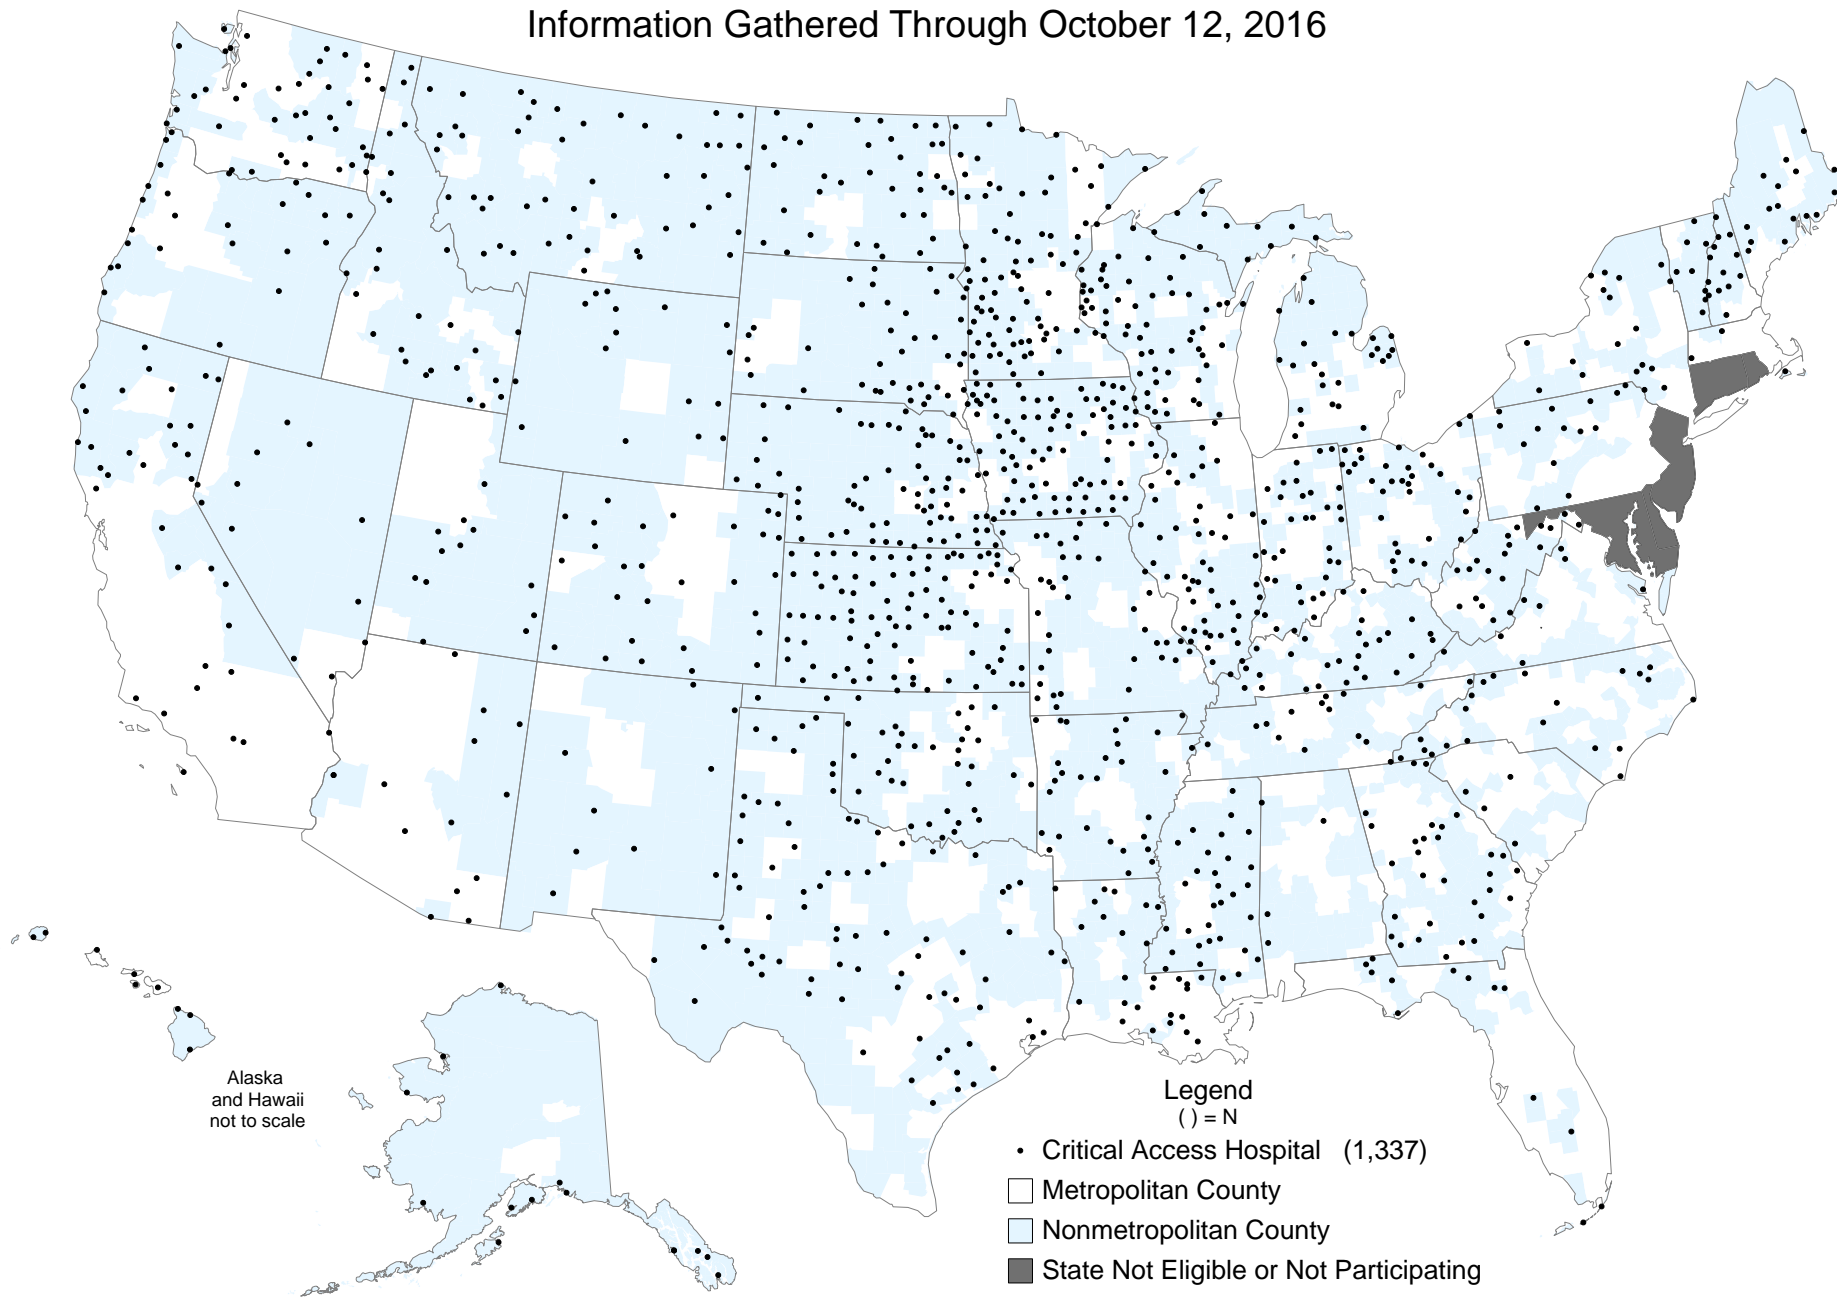 Information Gathered Through October 12, 2016
Alaska
and Hawaii
not to scale
Legend
( ) = N
Critical Access Hospital (1,337)
Metropolitan County
Nonmetropolitan County
State Not Eligible or Not Participating